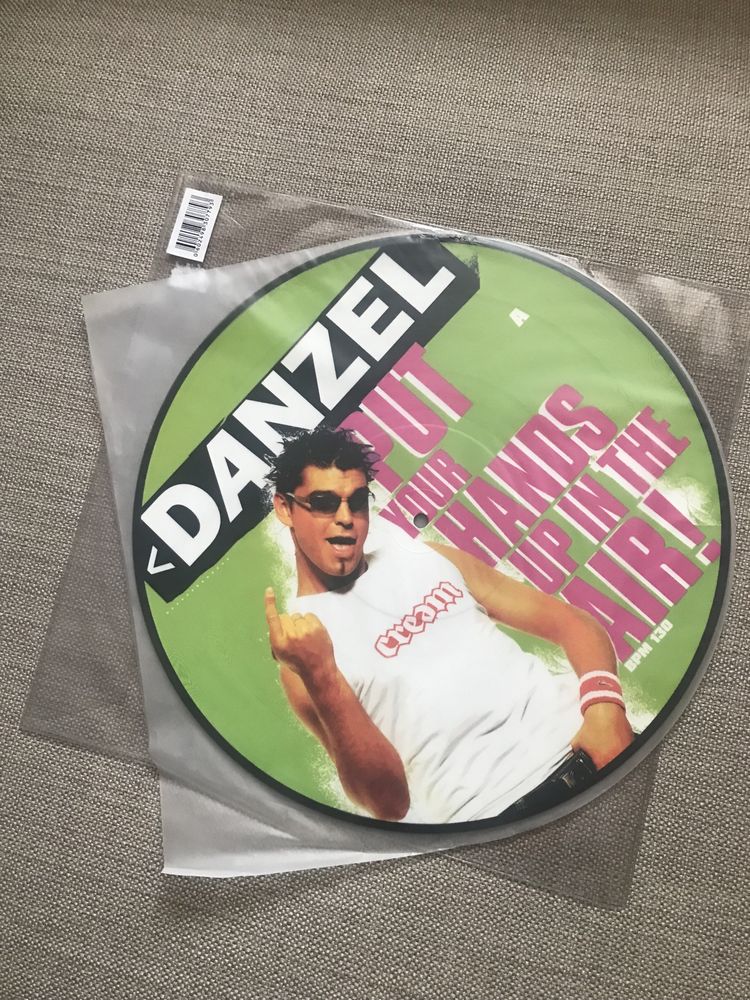 <DANZEL
A
PUT
YOUR
HANDS
UP IN THE
AIR!
BPM 130
cream